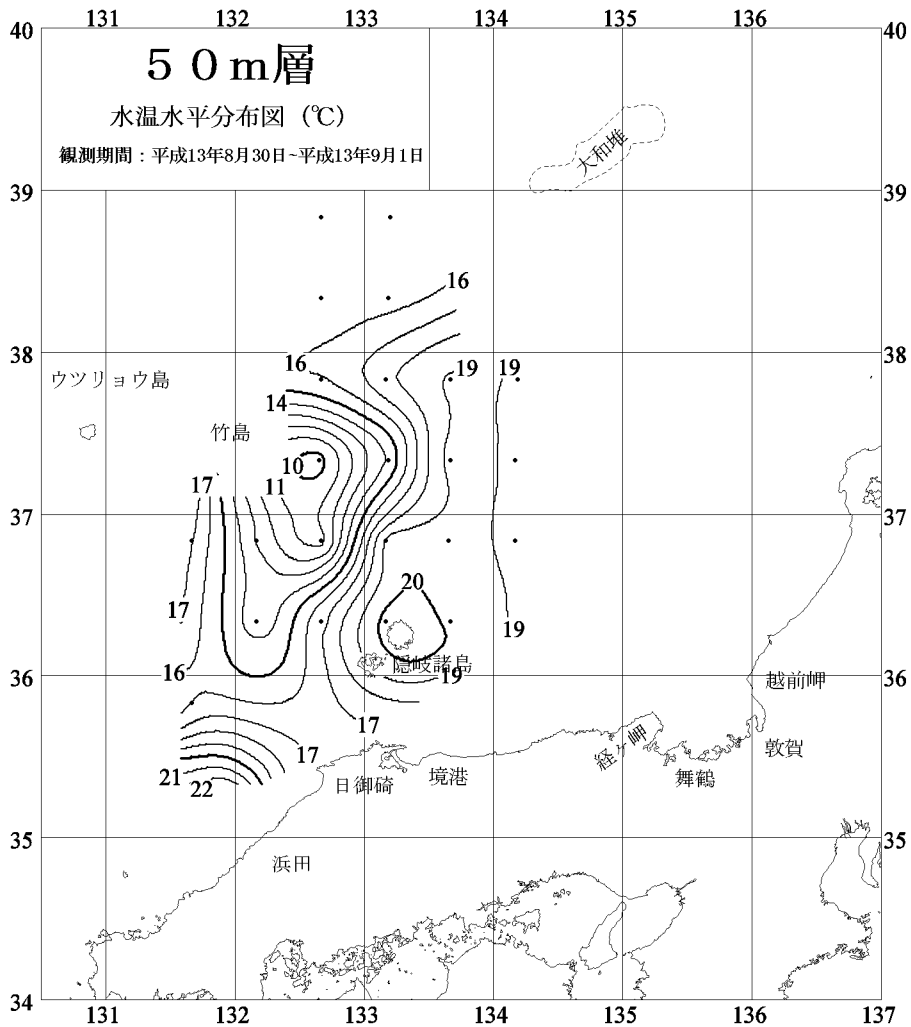 131 132 133 134 135 136
40 40
５０ｍ層
水温水平分布図（℃）
観測期間：平成13年8月30日~平成13年9月1日
大和堆
39 39
16
38 38
16
19 19
ウツリョウ島
14
竹島
10
17 11
37 37
20
17
19
隠岐諸島
16 19
36 36
越前岬
17
17
経ヶ岬
敦賀
21
22
日御碕
境港
舞鶴
35 35
浜田
34
131 132 133 134 135 136 137